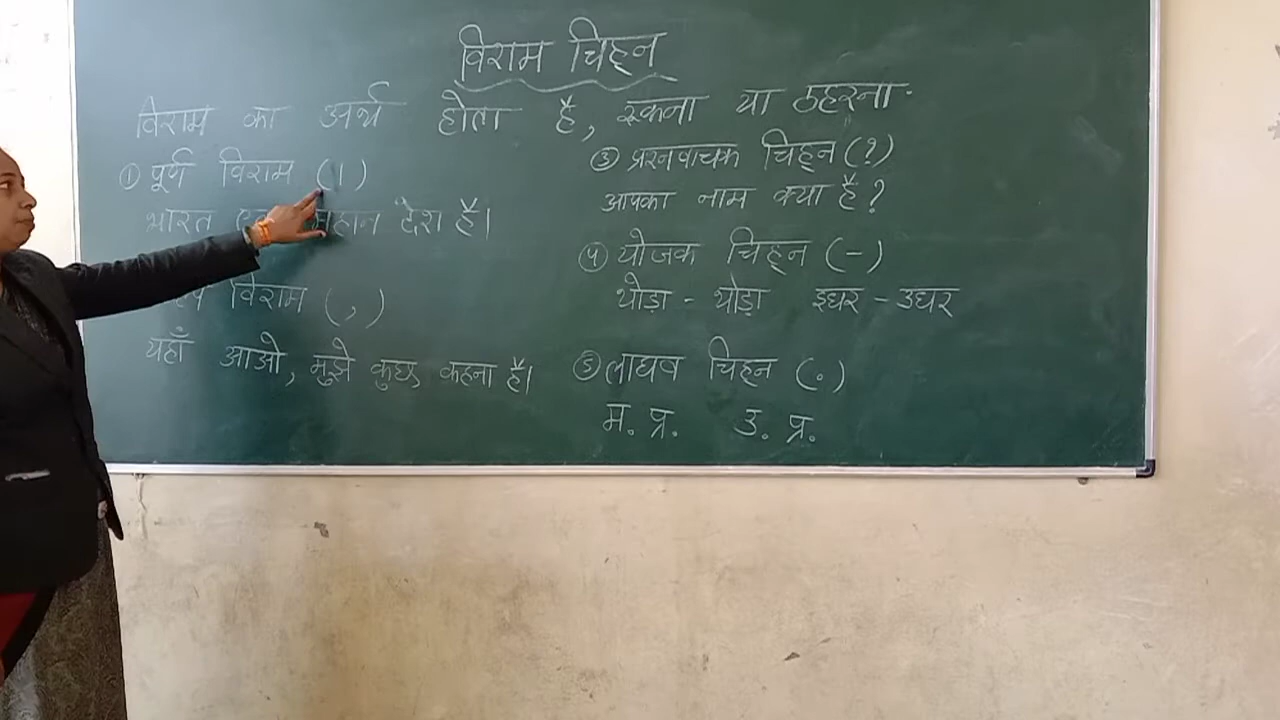 विराम चिह्न
विराम का अर्थ होता है, रूकना या ठहरना.
① पूर्ण विराम (।)
भारत महान देश है।
विराम ( , )
यहाँ आओ, मुझे कुछ कहना है।
③ प्रश्नवाचक चिह्न (?)
आपका नाम क्या है ?
④ योजक चिह्न (-)
थोड़ा - थोड़ा इधर - उधर
⑤ लाघव चिह्न (॰)
म. प्र. उ. प्र.